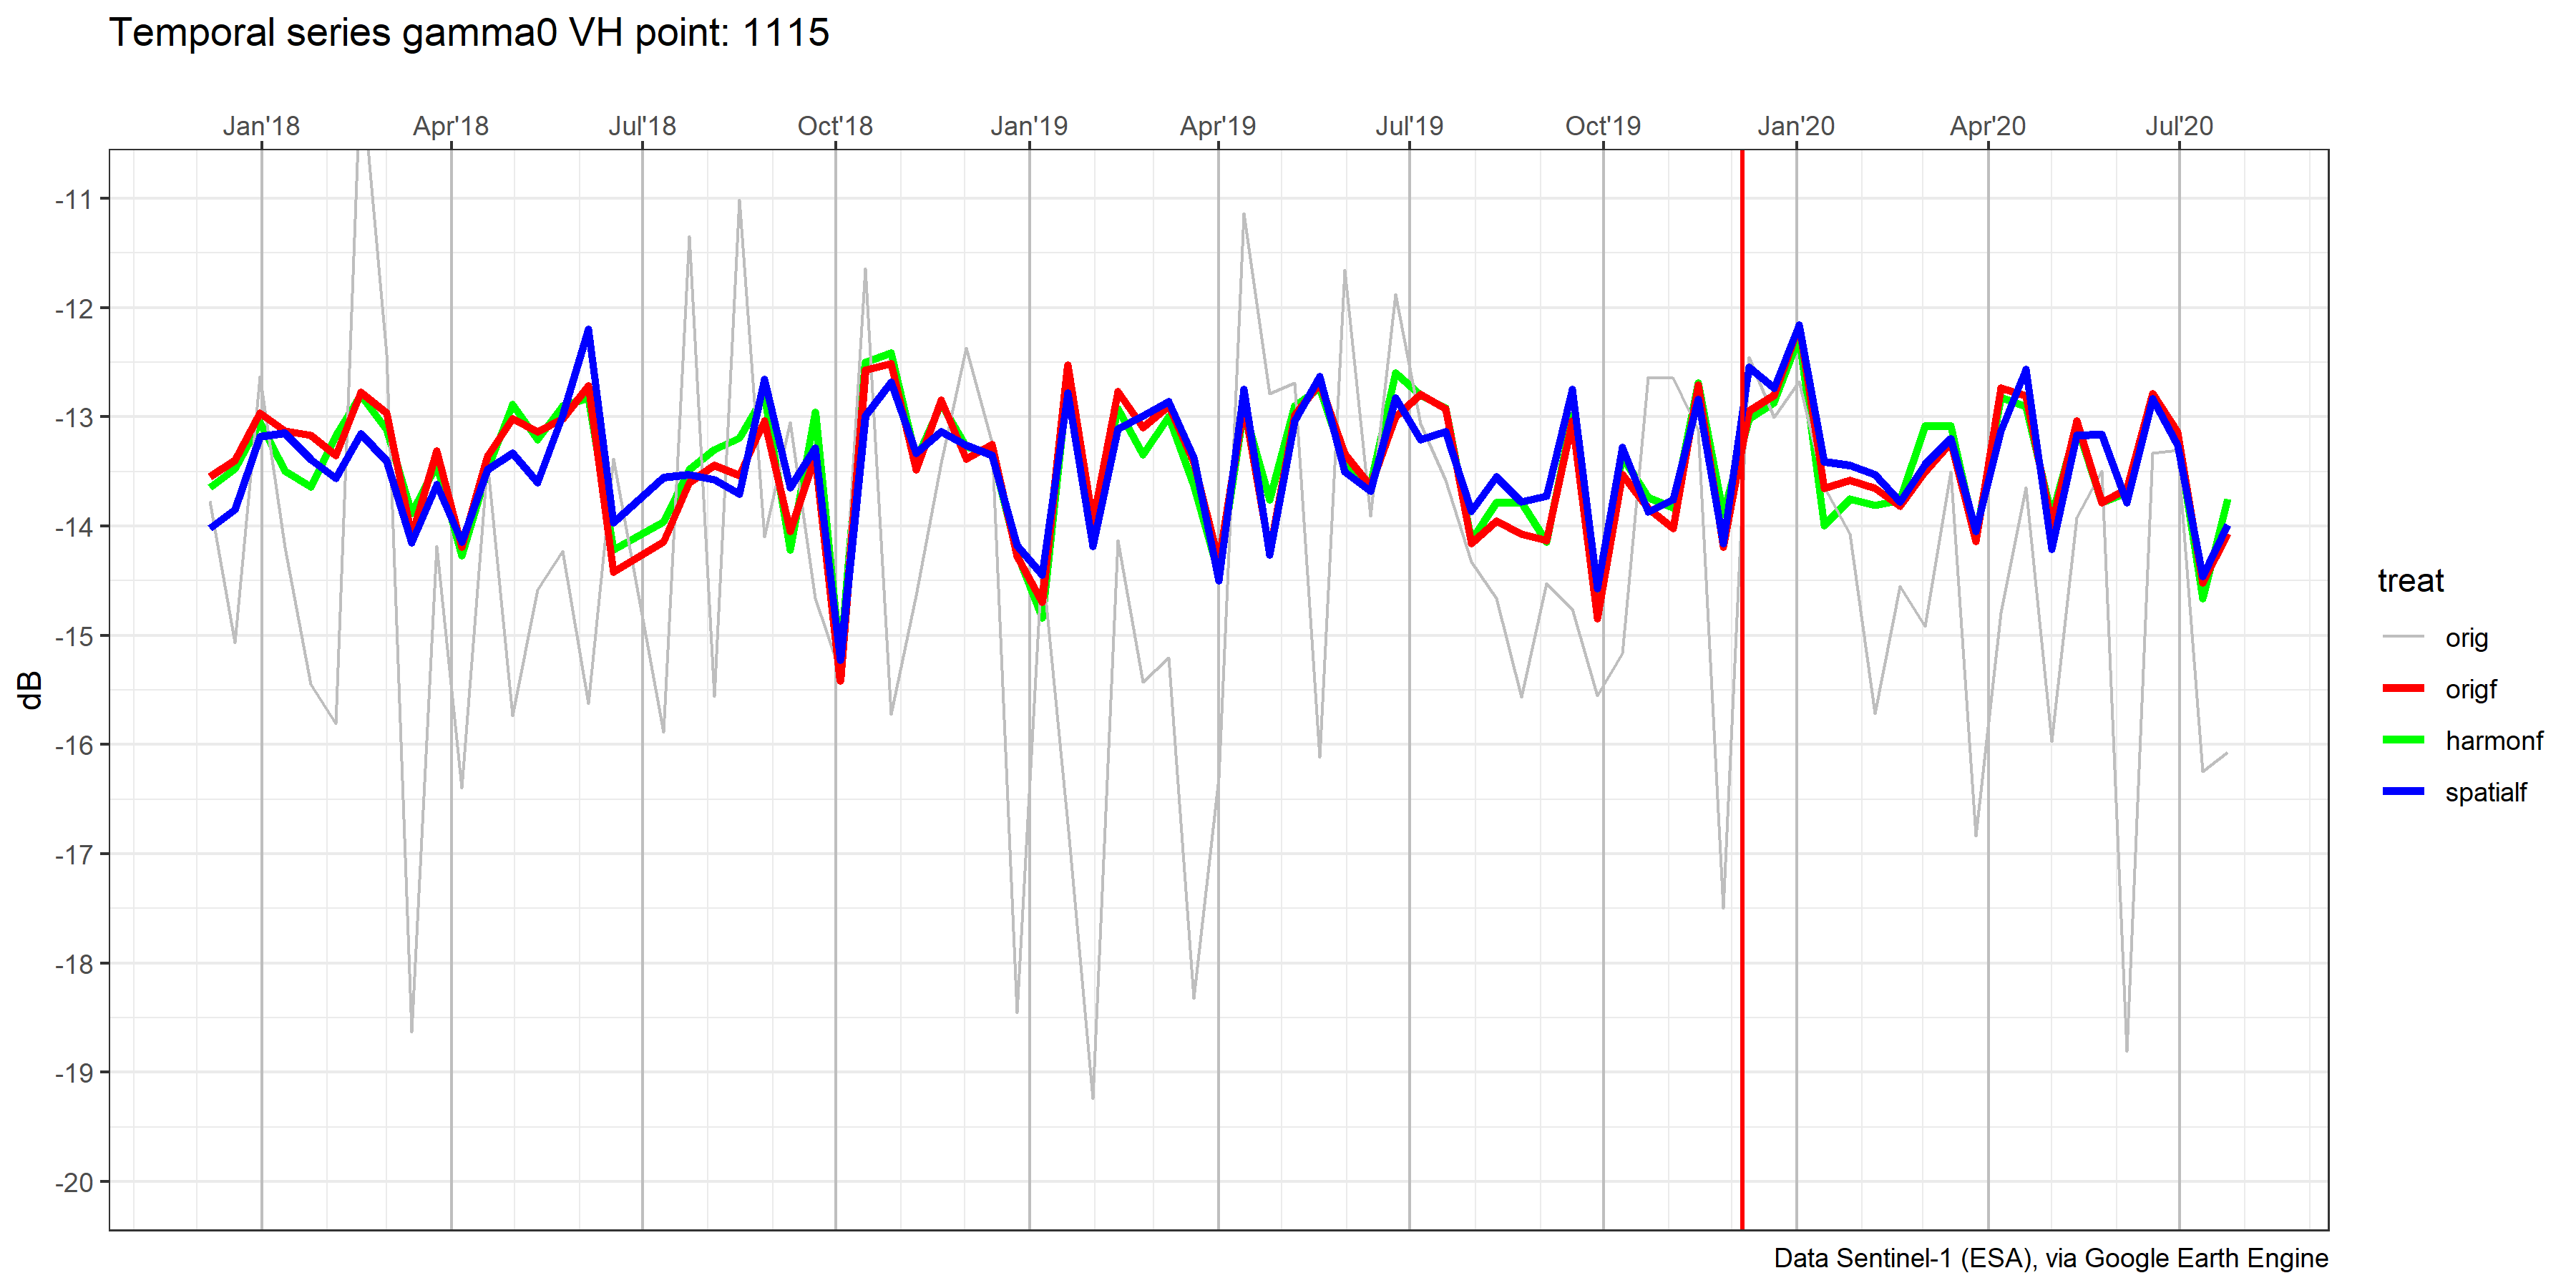 Temporal series gamma0 VH point: 1115
Jan'18 Apr'18 Jul'18 Oct'18 Jan'19 Apr'19 Jul'19 Oct'19 Jan'20 Apr'20 Jul'20
-11
-12
-13
-14
-15
-16
-17
-18
-19
-20
dB
treat
orig
origf
harmonf
spatialf
Data Sentinel-1 (ESA), via Google Earth Engine